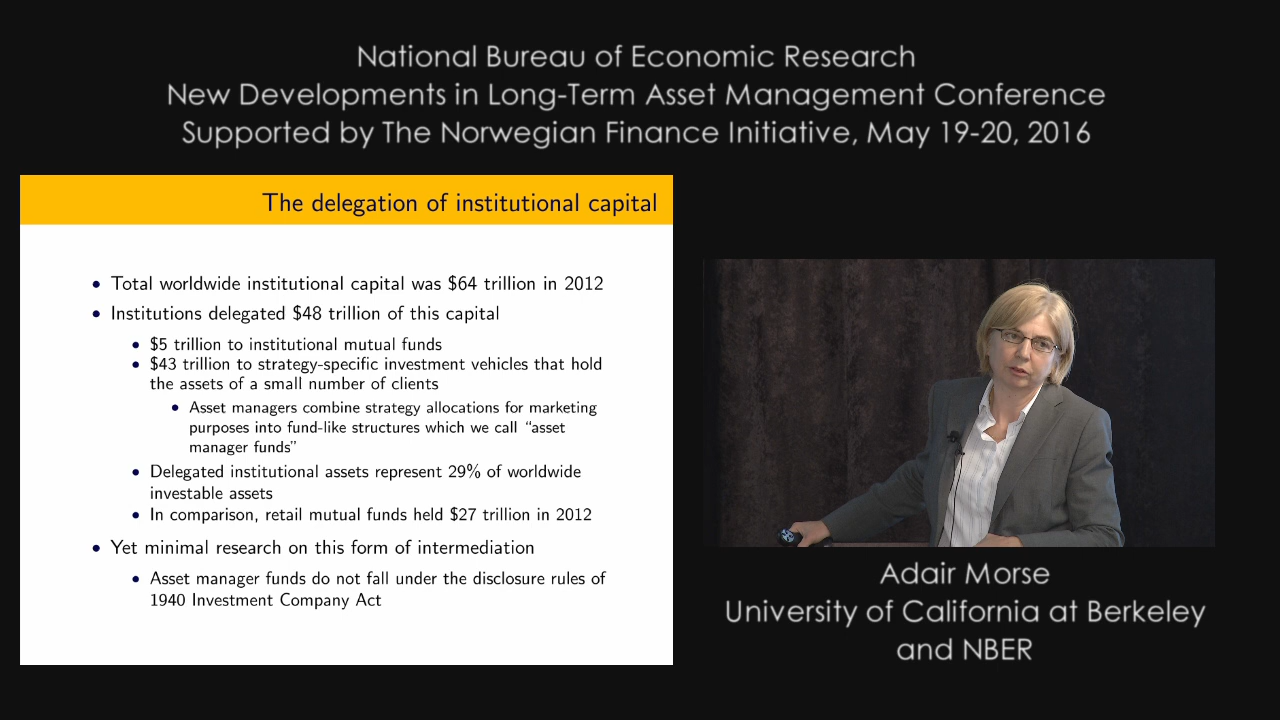 National Bureau of Economic Research
New Developments in Long-Term Asset Management Conference
Supported by The Norwegian Finance Initiative, May 19-20, 2016
The delegation of institutional capital
• Total worldwide institutional capital was $64 trillion in 2012
• Institutions delegated $48 trillion of this capital
• $5 trillion to institutional mutual funds
• $43 trillion to strategy-specific investment vehicles that hold
the assets of a small number of clients
• Asset managers combine strategy allocations for marketing
purposes into fund-like structures which we call “asset
manager funds”
• Delegated institutional assets represent 29% of worldwide
investable assets
• In comparison, retail mutual funds held $27 trillion in 2012
• Yet minimal research on this form of intermediation
• Asset manager funds do not fall under the disclosure rules of
1940 Investment Company Act
Adair Morse
University of California at Berkeley
and NBER